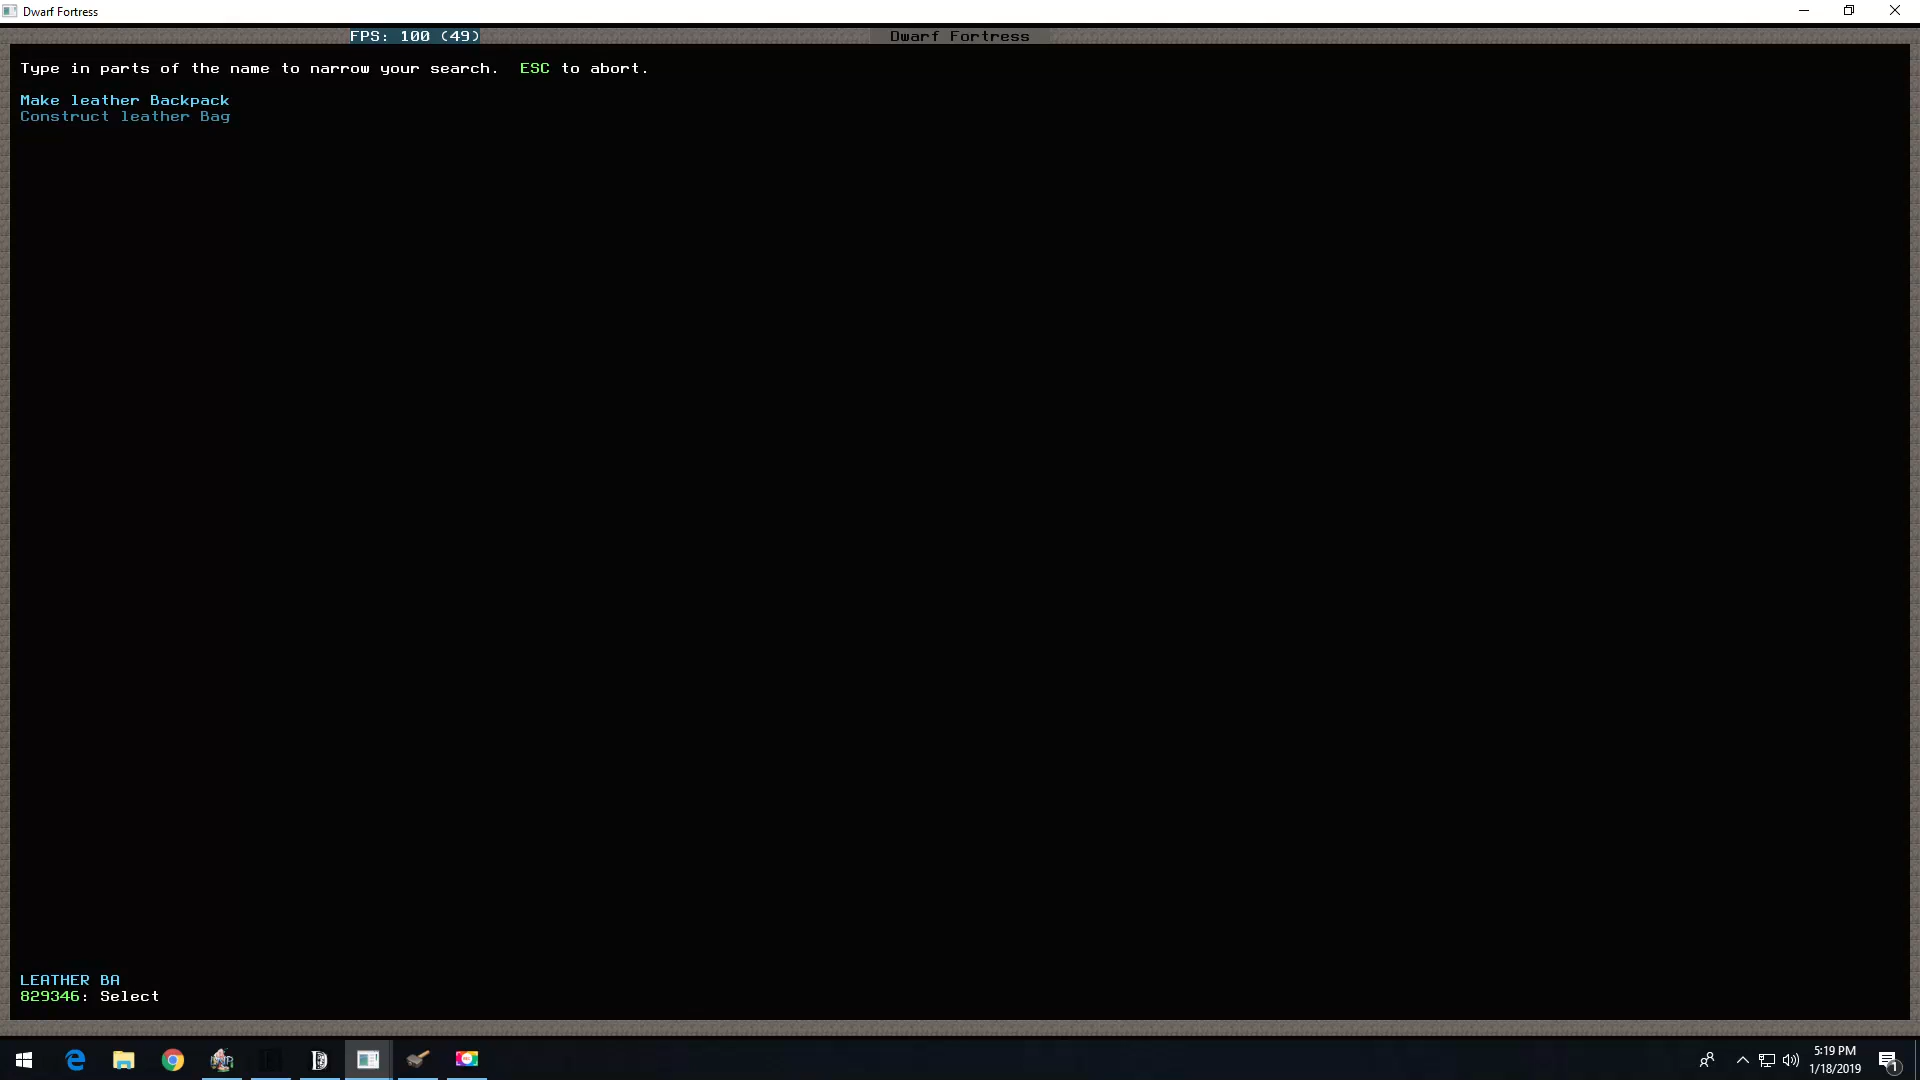 Dwarf Fortress
FPS: 100 (49)
Dwarf Fortress
Type in parts of the name to narrow your search.  ESC to abort.
Make leather Backpack
Construct leather Bag
LEATHER BA
829346: Select
5:19 PM
1/18/2019
1